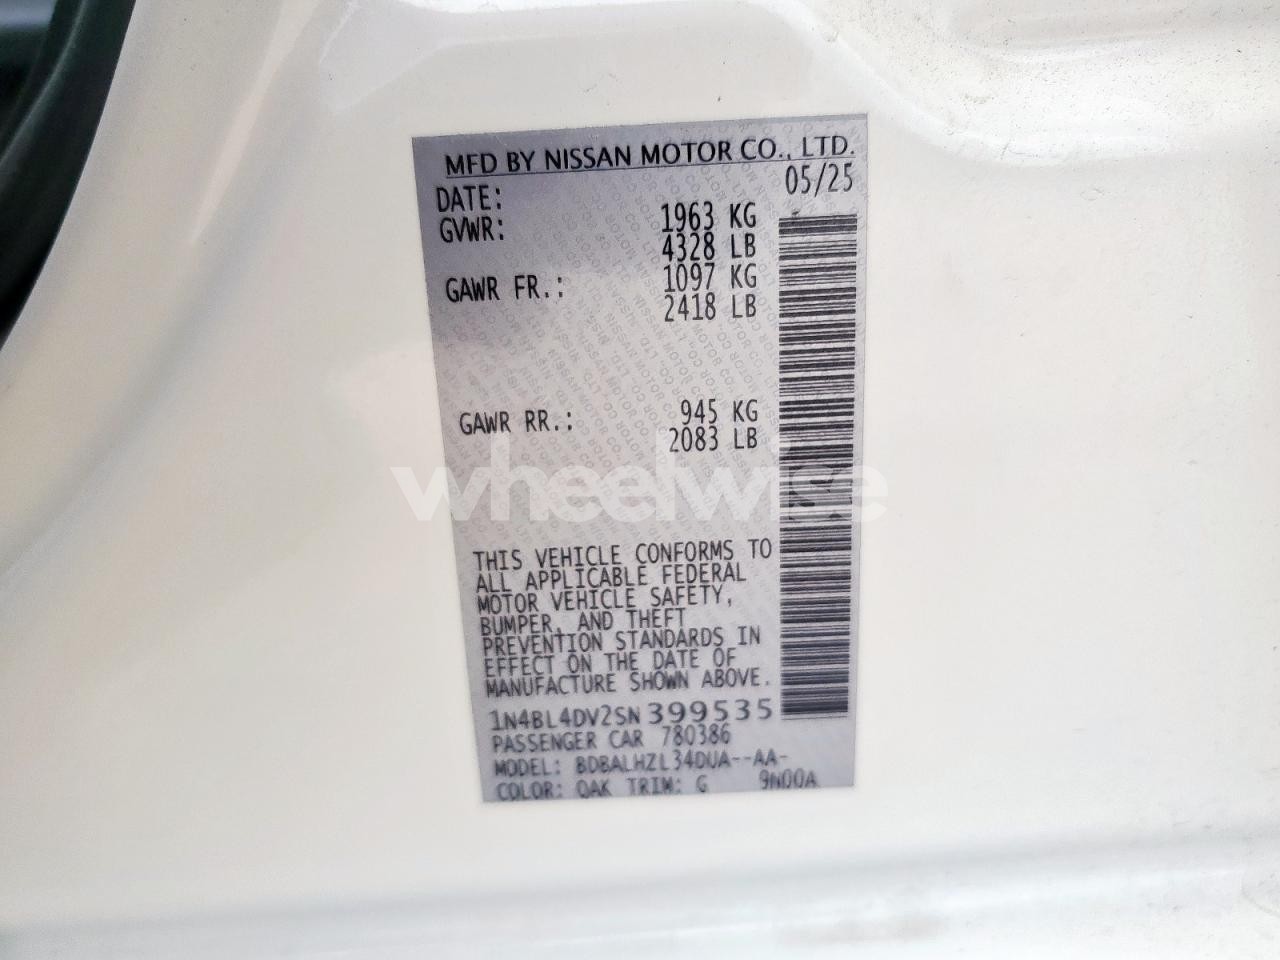 MFD BY NISSAN MOTOR CO., LTD.
DATE: 05/25
GVWR: 1963 KG
4328 LB
GAWR FR.: 1097 KG
2418 LB
GAWR RR.: 945 KG
2083 LB
wheelwise
THIS VEHICLE CONFORMS TO
ALL APPLICABLE FEDERAL
MOTOR VEHICLE SAFETY,
BUMPER, AND THEFT
PREVENTION STANDARDS IN
EFFECT ON THE DATE OF
MANUFACTURE SHOWN ABOVE.
1N4BL4DV2SN399535
PASSENGER CAR 780386
MODEL: BDBALHZL34DUA--AA-
COLOR: QAK TRIM: G 9N00A